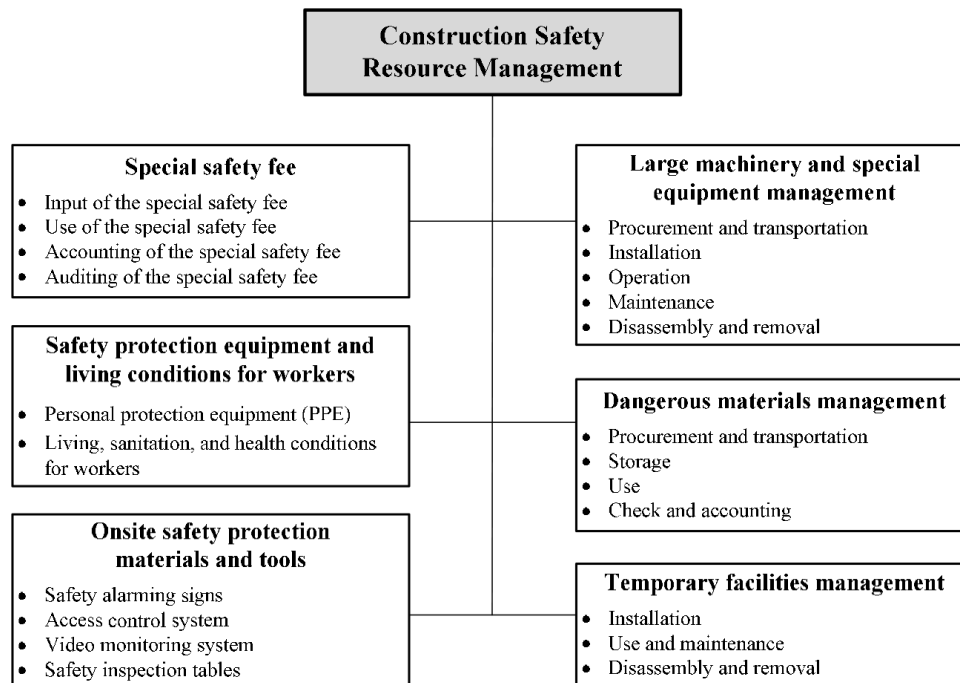 Construction Safety
Resource Management
Special safety fee
• Input of the special safety fee
• Use of the special safety fee
• Accounting of the special safety fee
• Auditing of the special safety fee
Safety protection equipment and
living conditions for workers
• Personal protection equipment (PPE)
• Living, sanitation, and health conditions
for workers
Onsite safety protection
materials and tools
• Safety alarming signs
• Access control system
• Video monitoring system
• Safety inspection tables
Large machinery and special
equipment management
• Procurement and transportation
• Installation
• Operation
• Maintenance
• Disassembly and removal
Dangerous materials management
• Procurement and transportation
• Storage
• Use
• Check and accounting
Temporary facilities management
• Installation
• Use and maintenance
• Disassembly and removal